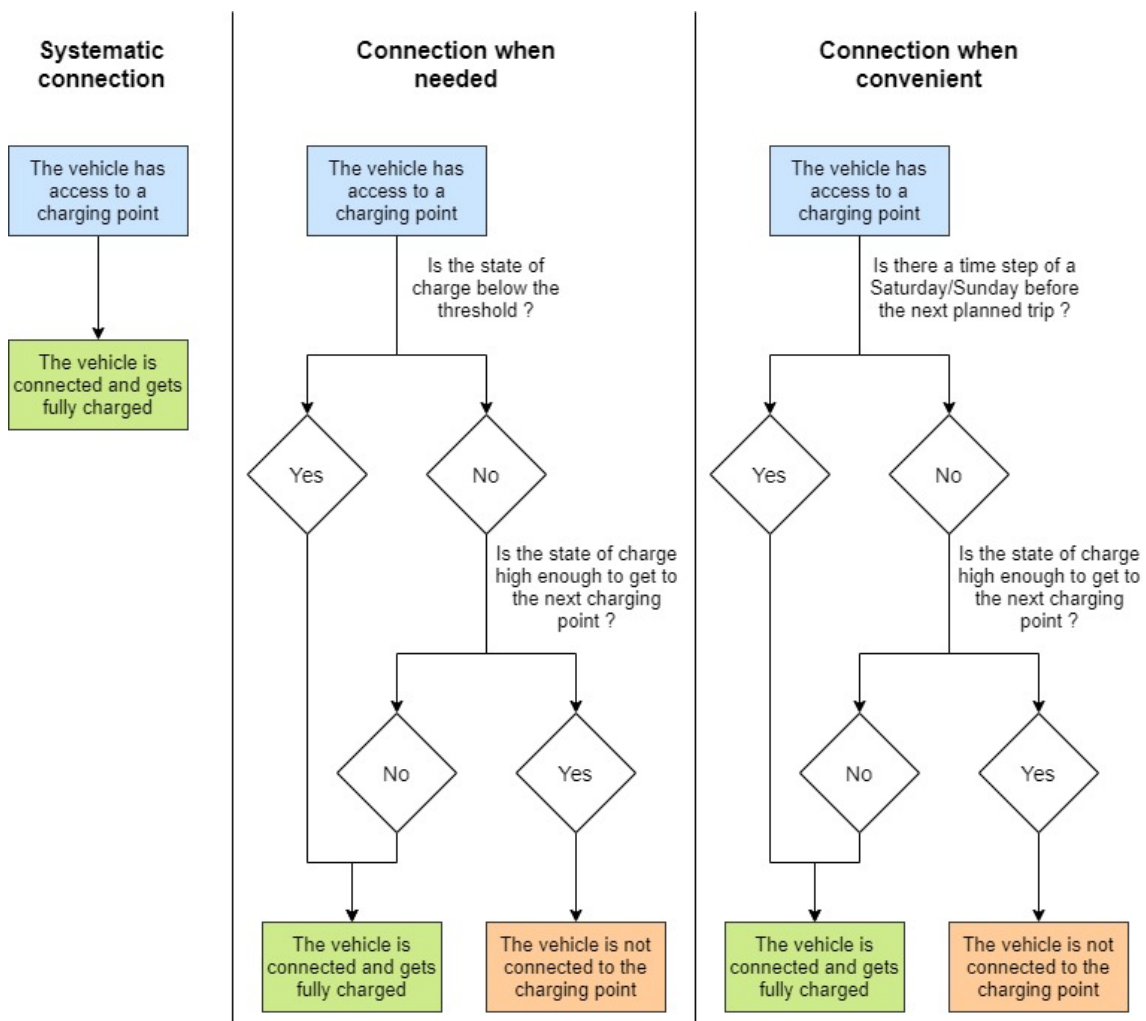 Systematic
connection
The vehicle has
access to a
charging point
The vehicle is
connected and gets
fully charged
Connection when
needed
The vehicle has
access to a
charging point
Is the state of
charge below the
threshold ?
Yes
No
Is the state of charge
high enough to get to
the next charging
point ?
No
Yes
The vehicle is
connected and gets
fully charged
The vehicle is not
connected to the
charging point
Connection when
convenient
The vehicle has
access to a
charging point
Is there a time step of a
Saturday/Sunday before
the next planned trip ?
Yes
No
Is the state of charge
high enough to get to
the next charging
point ?
No
Yes
The vehicle is
connected and gets
fully charged
The vehicle is not
connected to the
charging point